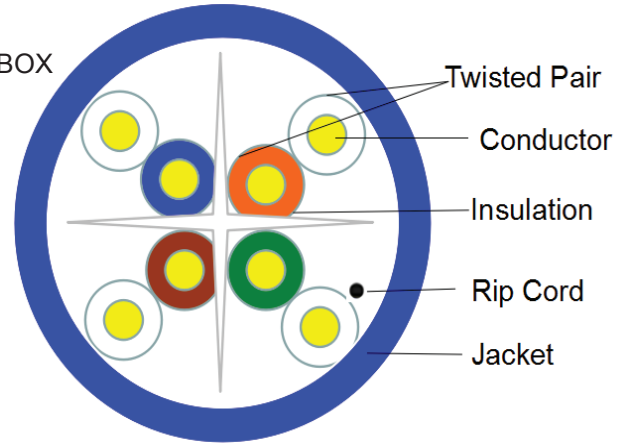 BOX
Twisted Pair
Conductor
Insulation
Rip Cord
Jacket